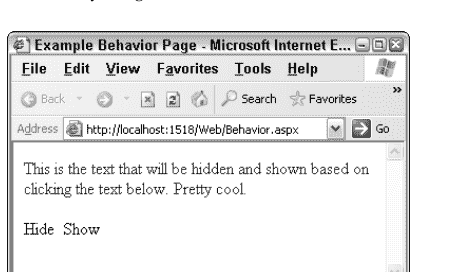 Example Behavior Page - Microsoft Internet E...
File Edit View Favorites Tools Help
Back Search Favorites »
Address http://localhost:1518/Web/Behavior.aspx Go
This is the text that will be hidden and shown based on
clicking the text below. Pretty cool.
Hide Show